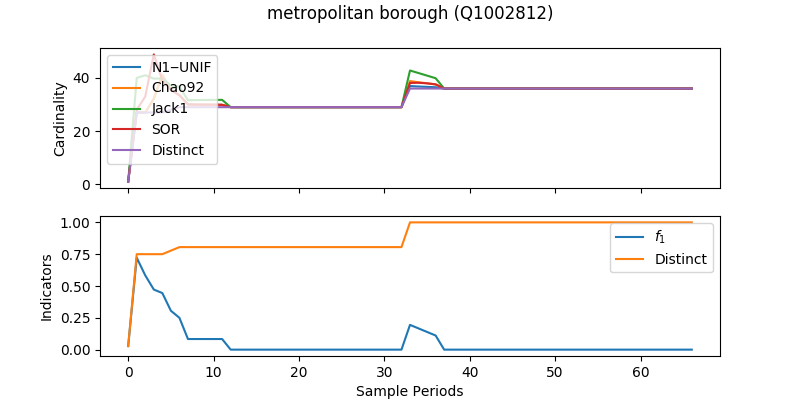 metropolitan borough (Q1002812)
Cardinality
40
20
0
N1−UNIF
Chao92
Jack1
SOR
Distinct
Indicators
1.00
0.75
0.50
0.25
0.00
f1
Distinct
0 10 20 30 40 50 60
Sample Periods